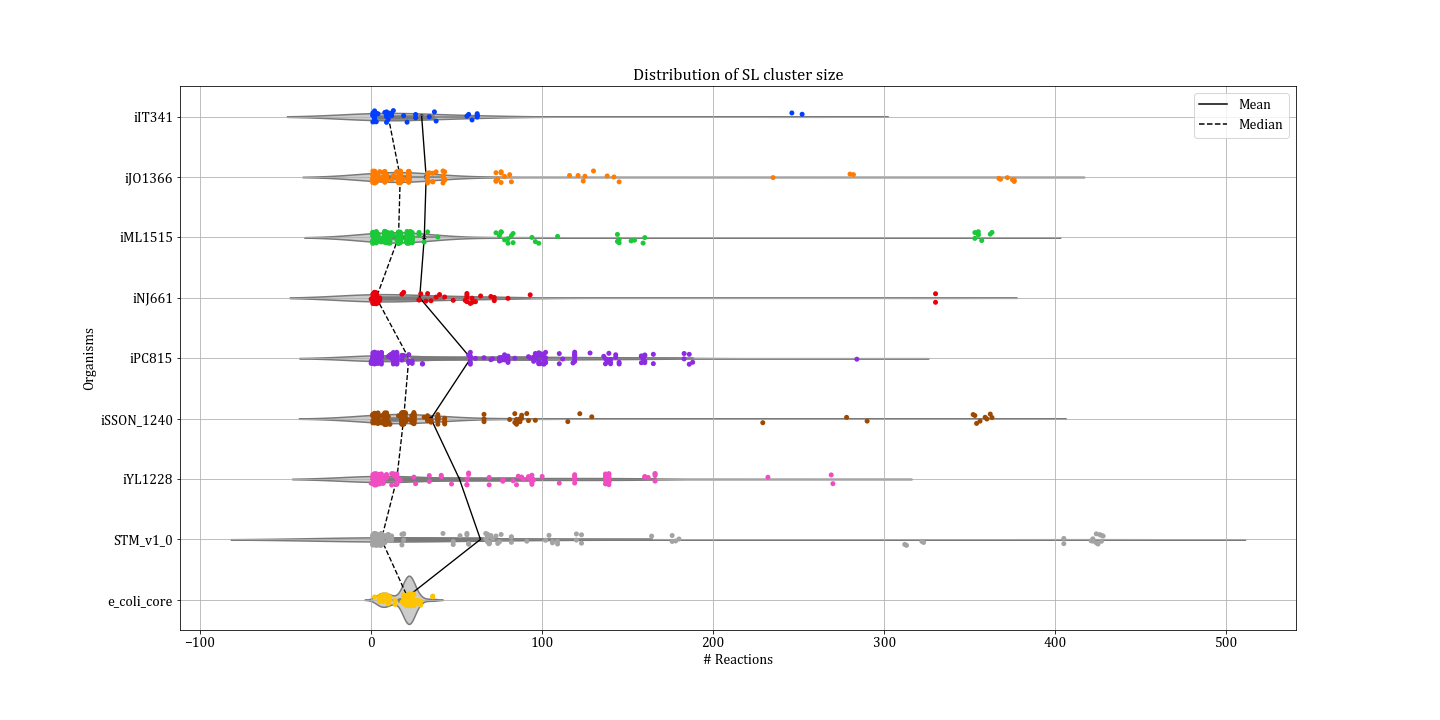 Distribution of SL cluster size
Mean
Median
iIT341
iJO1366
iML1515
iNJ661
iPC815
iSSON_1240
iYL1228
STM_v1_0
e_coli_core
Organisms
−100 0 100 200 300 400 500
# Reactions